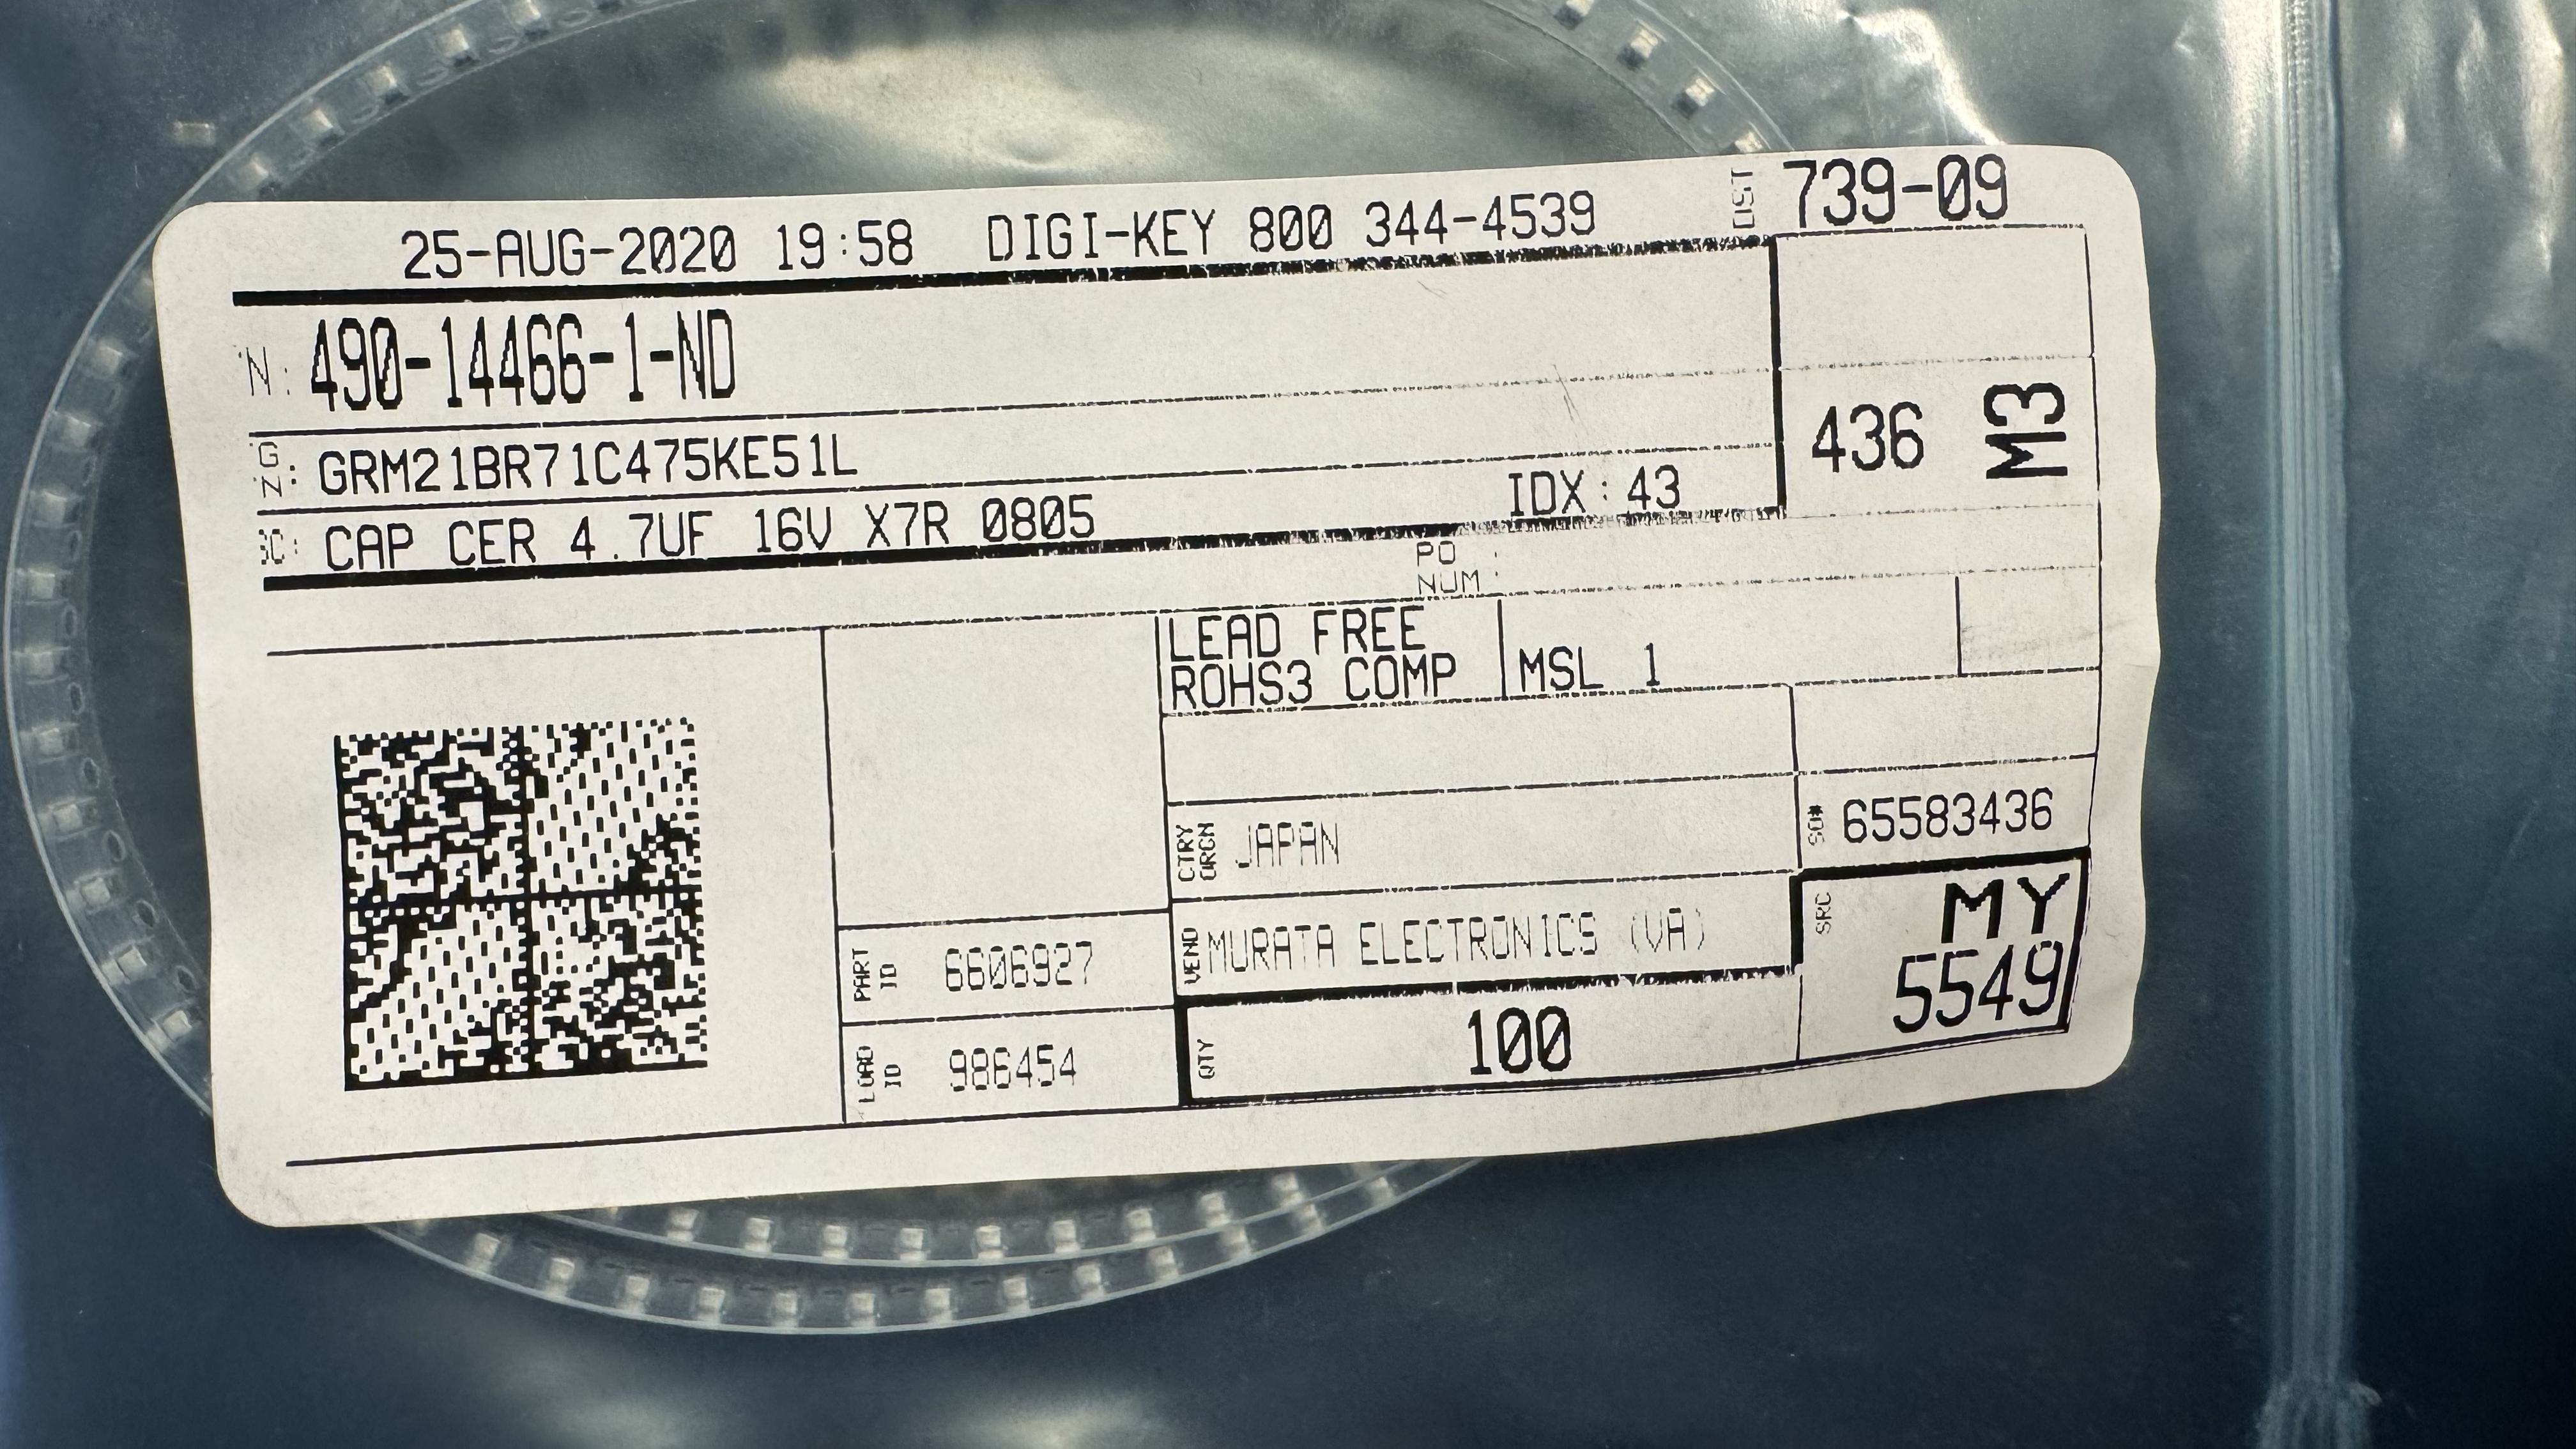 25-AUG-2020 19:58 DIGI-KEY 800 344-4539
DST 739-09
N: 490-14466-1-ND
GN: GRM21BR71C475KE51L
C: CAP CER 4.7UF 16V X7R 0805
IDX: 43
436
M3
PO NUM :
LEAD FREE
ROHS3 COMP
MSL 1
CTRY ORGN JAPAN
SO# 65583436
PART ID 6606927
VEND MURATA ELECTRONICS (VA)
SRC MY
5549
LOAD ID 986454
QTY 100